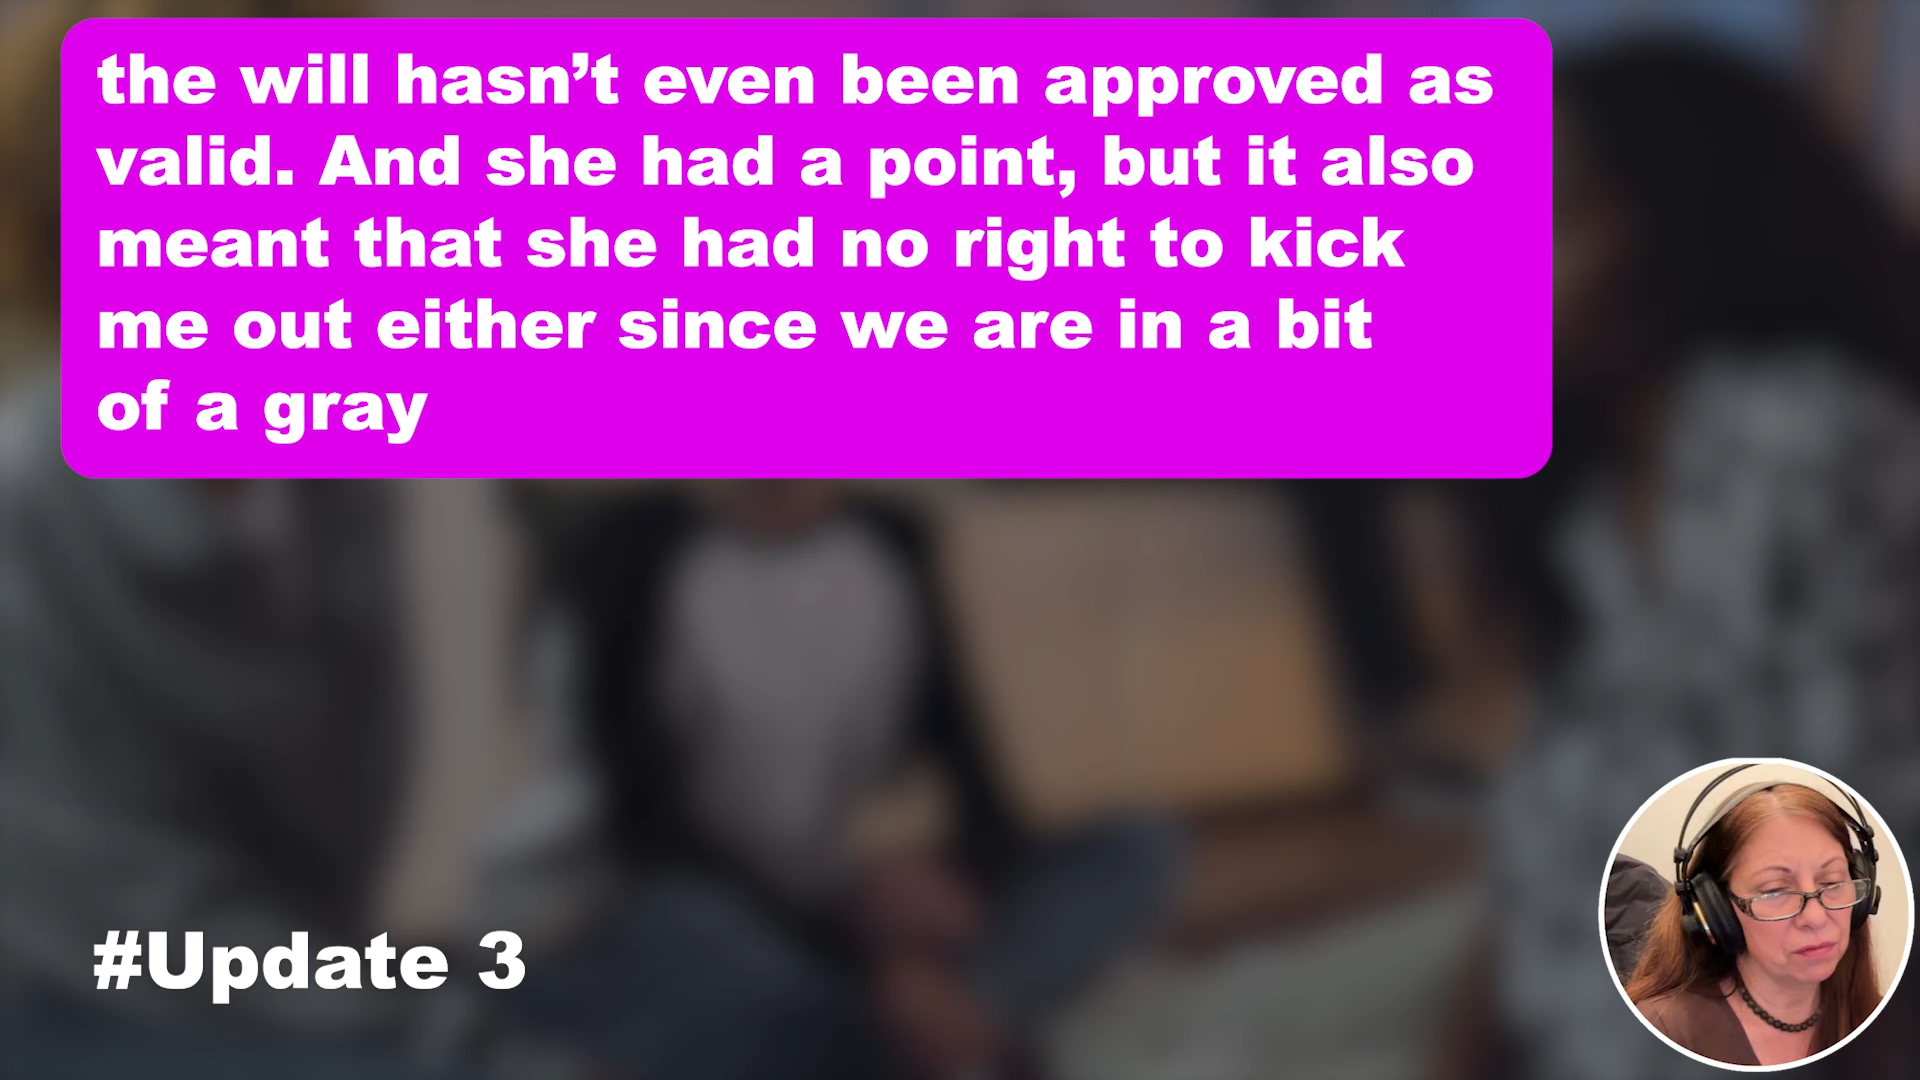 the will hasn’t even been approved as
valid. And she had a point, but it also
meant that she had no right to kick
me out either since we are in a bit
of a gray
#Update 3